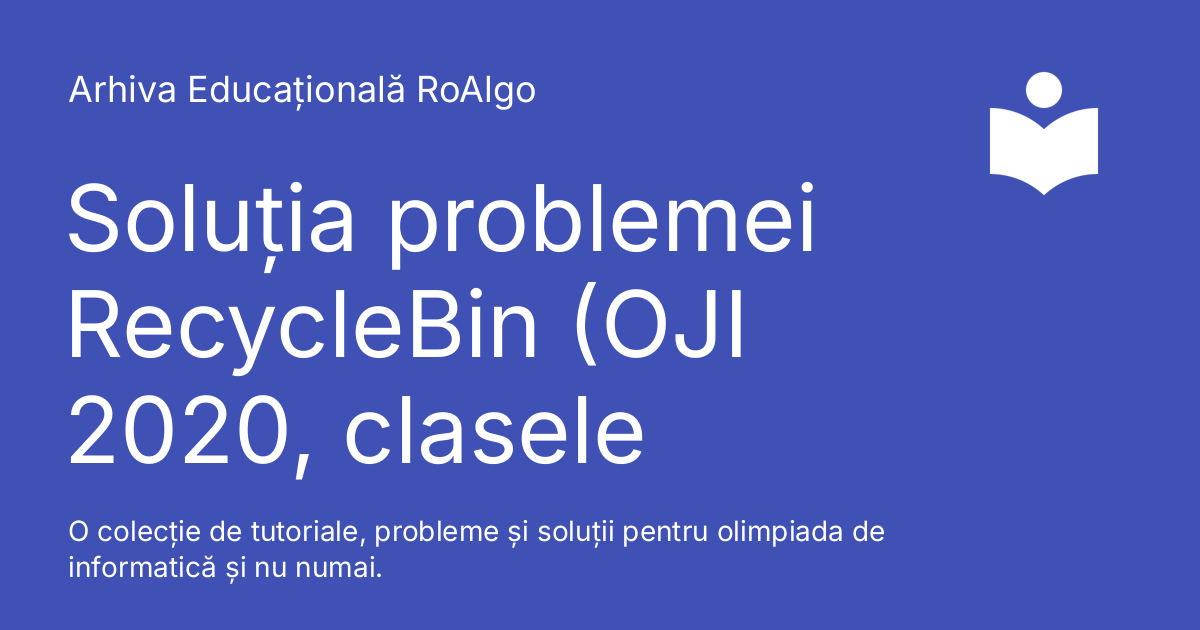 Arhiva Educațională RoAlgo
Soluția problemei
RecycleBin (OJI
2020, clasele
O colecție de tutoriale, probleme și soluții pentru olimpiada de
informatică și nu numai.